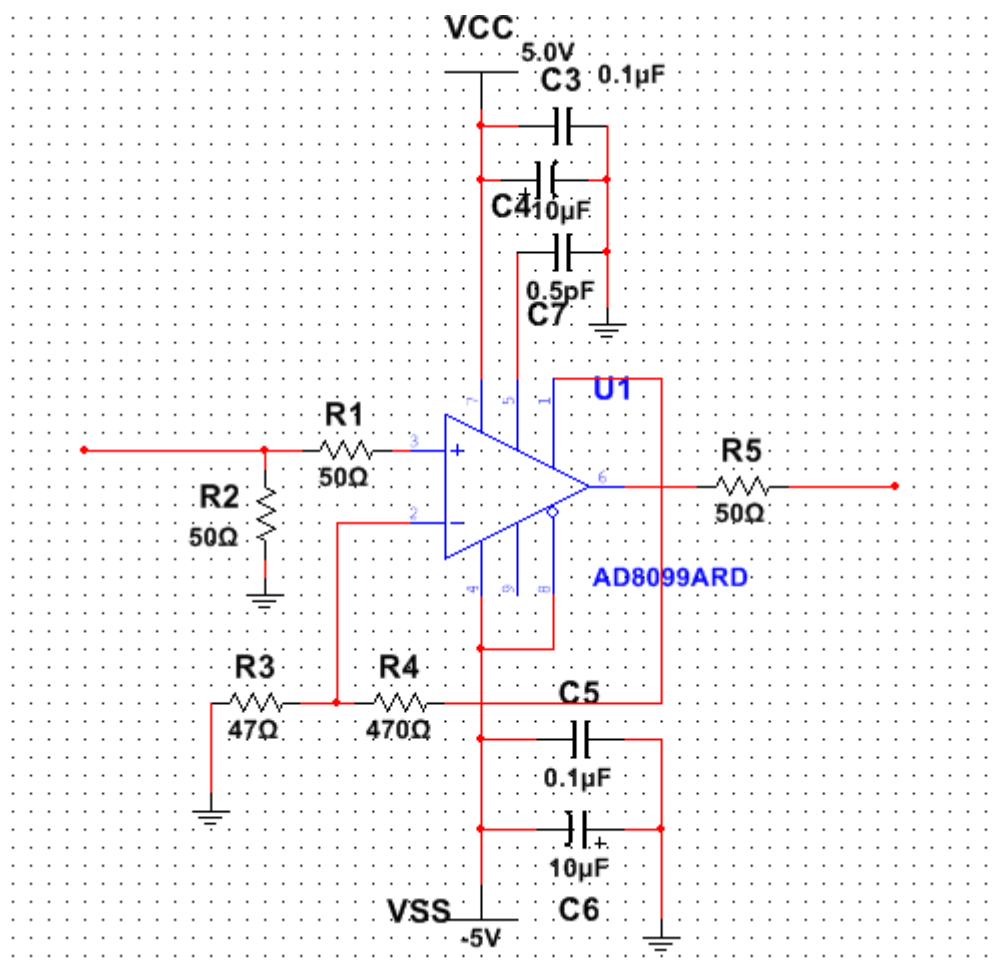 VCC
5.0V
C3
0.1µF
C4
10µF
0.5pF
C7
7
5
1
U1
R1
50Ω
3
+
R2
50Ω
2
−
6
R5
50Ω
AD8099ARD
4
9
8
R3
47Ω
R4
470Ω
C5
0.1µF
10µF
C6
VSS
-5V